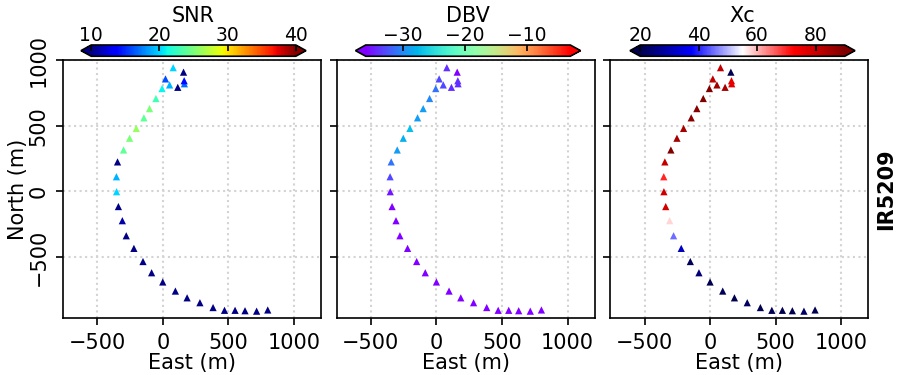 SNR DBV Xc
10 20 30 40 −30 −20 −10 20 40 60 80
1000
500
0
−500
North (m)
IR5209
−500 0 500 1000 −500 0 500 1000 −500 0 500 1000
East (m) East (m) East (m)